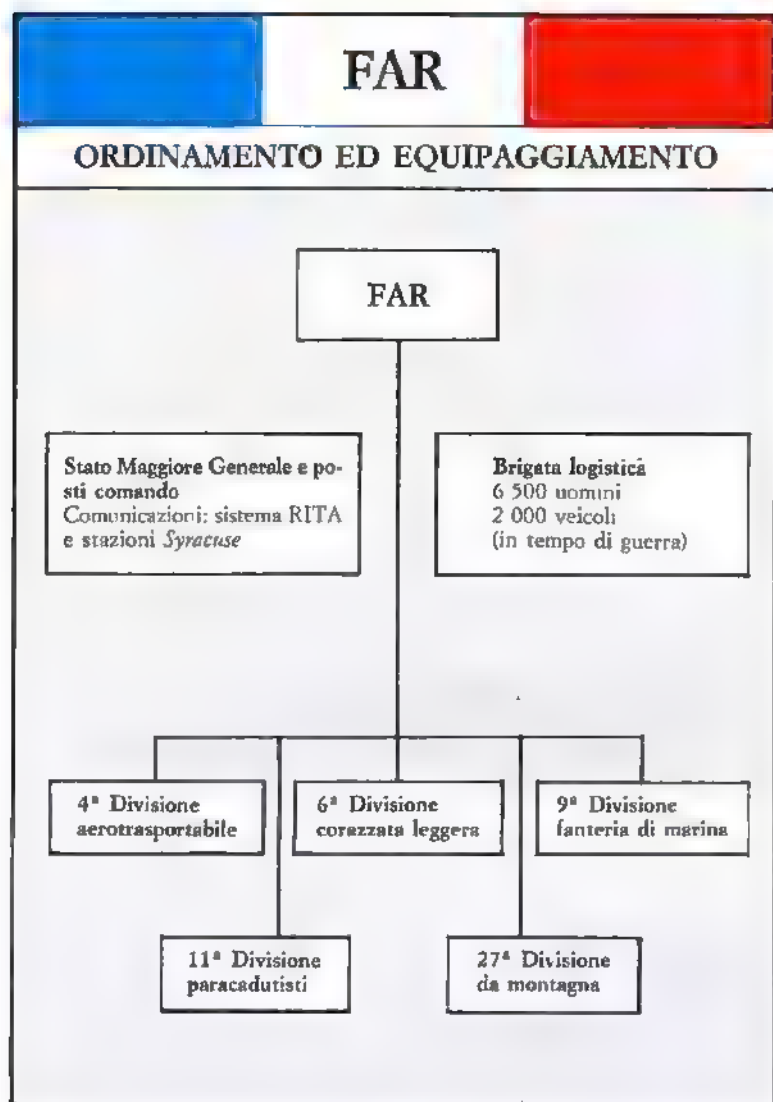 FAR
ORDINAMENTO ED EQUIPAGGIAMENTO
FAR
Stato Maggiore Generale e po-
sti comando
Comunicazioni: sistema RITA
e stazioni Syracuse
Brigata logistica
6 500 uomini
2 000 veicoli
(in tempo di guerra)
4ª Divisione
aerotrasportabile
6ª Divisione
corazzata leggera
9ª Divisione
fanteria di marina
11ª Divisione
paracadutisti
27ª Divisione
da montagna